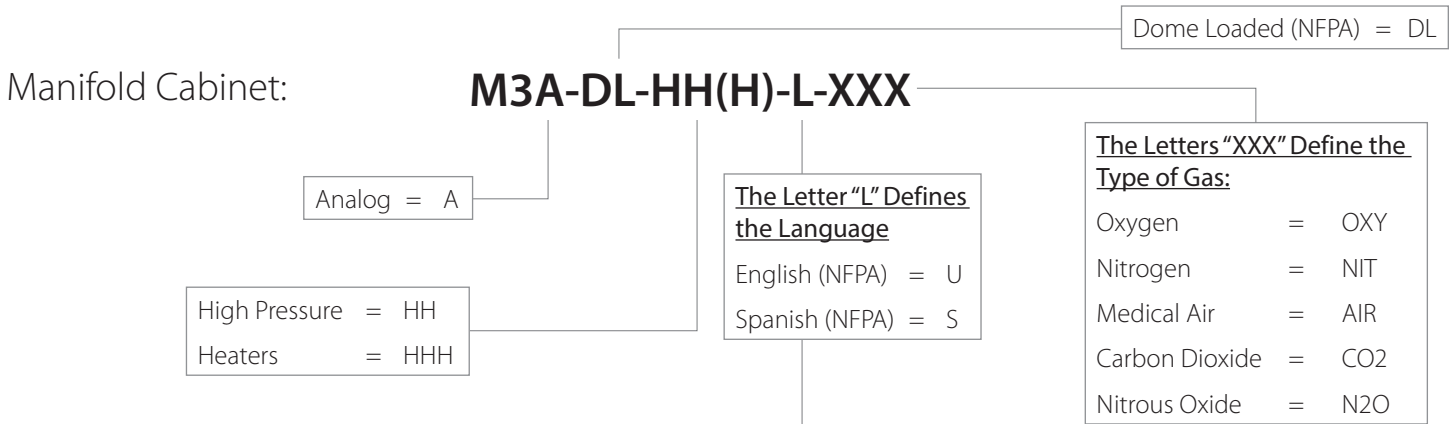 Dome Loaded (NFPA) = DL
Manifold Cabinet: M3A-DL-HH(H)-L-XXX
Analog = A
High Pressure = HH
Heaters = HHH
The Letter "L" Defines
the Language
English (NFPA) = U
Spanish (NFPA) = S
The Letters "XXX" Define the
Type of Gas:
Oxygen = OXY
Nitrogen = NIT
Medical Air = AIR
Carbon Dioxide = CO2
Nitrous Oxide = N2O